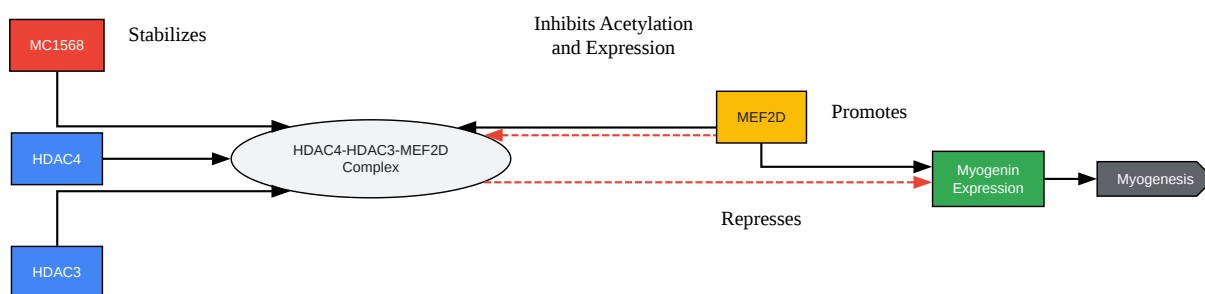 MC1568
Stabilizes
Inhibits Acetylation
and Expression
MEF2D
Promotes
HDAC4
HDAC4-HDAC3-MEF2D
Complex
Myogenin
Expression
Myogenesis
Represses
HDAC3